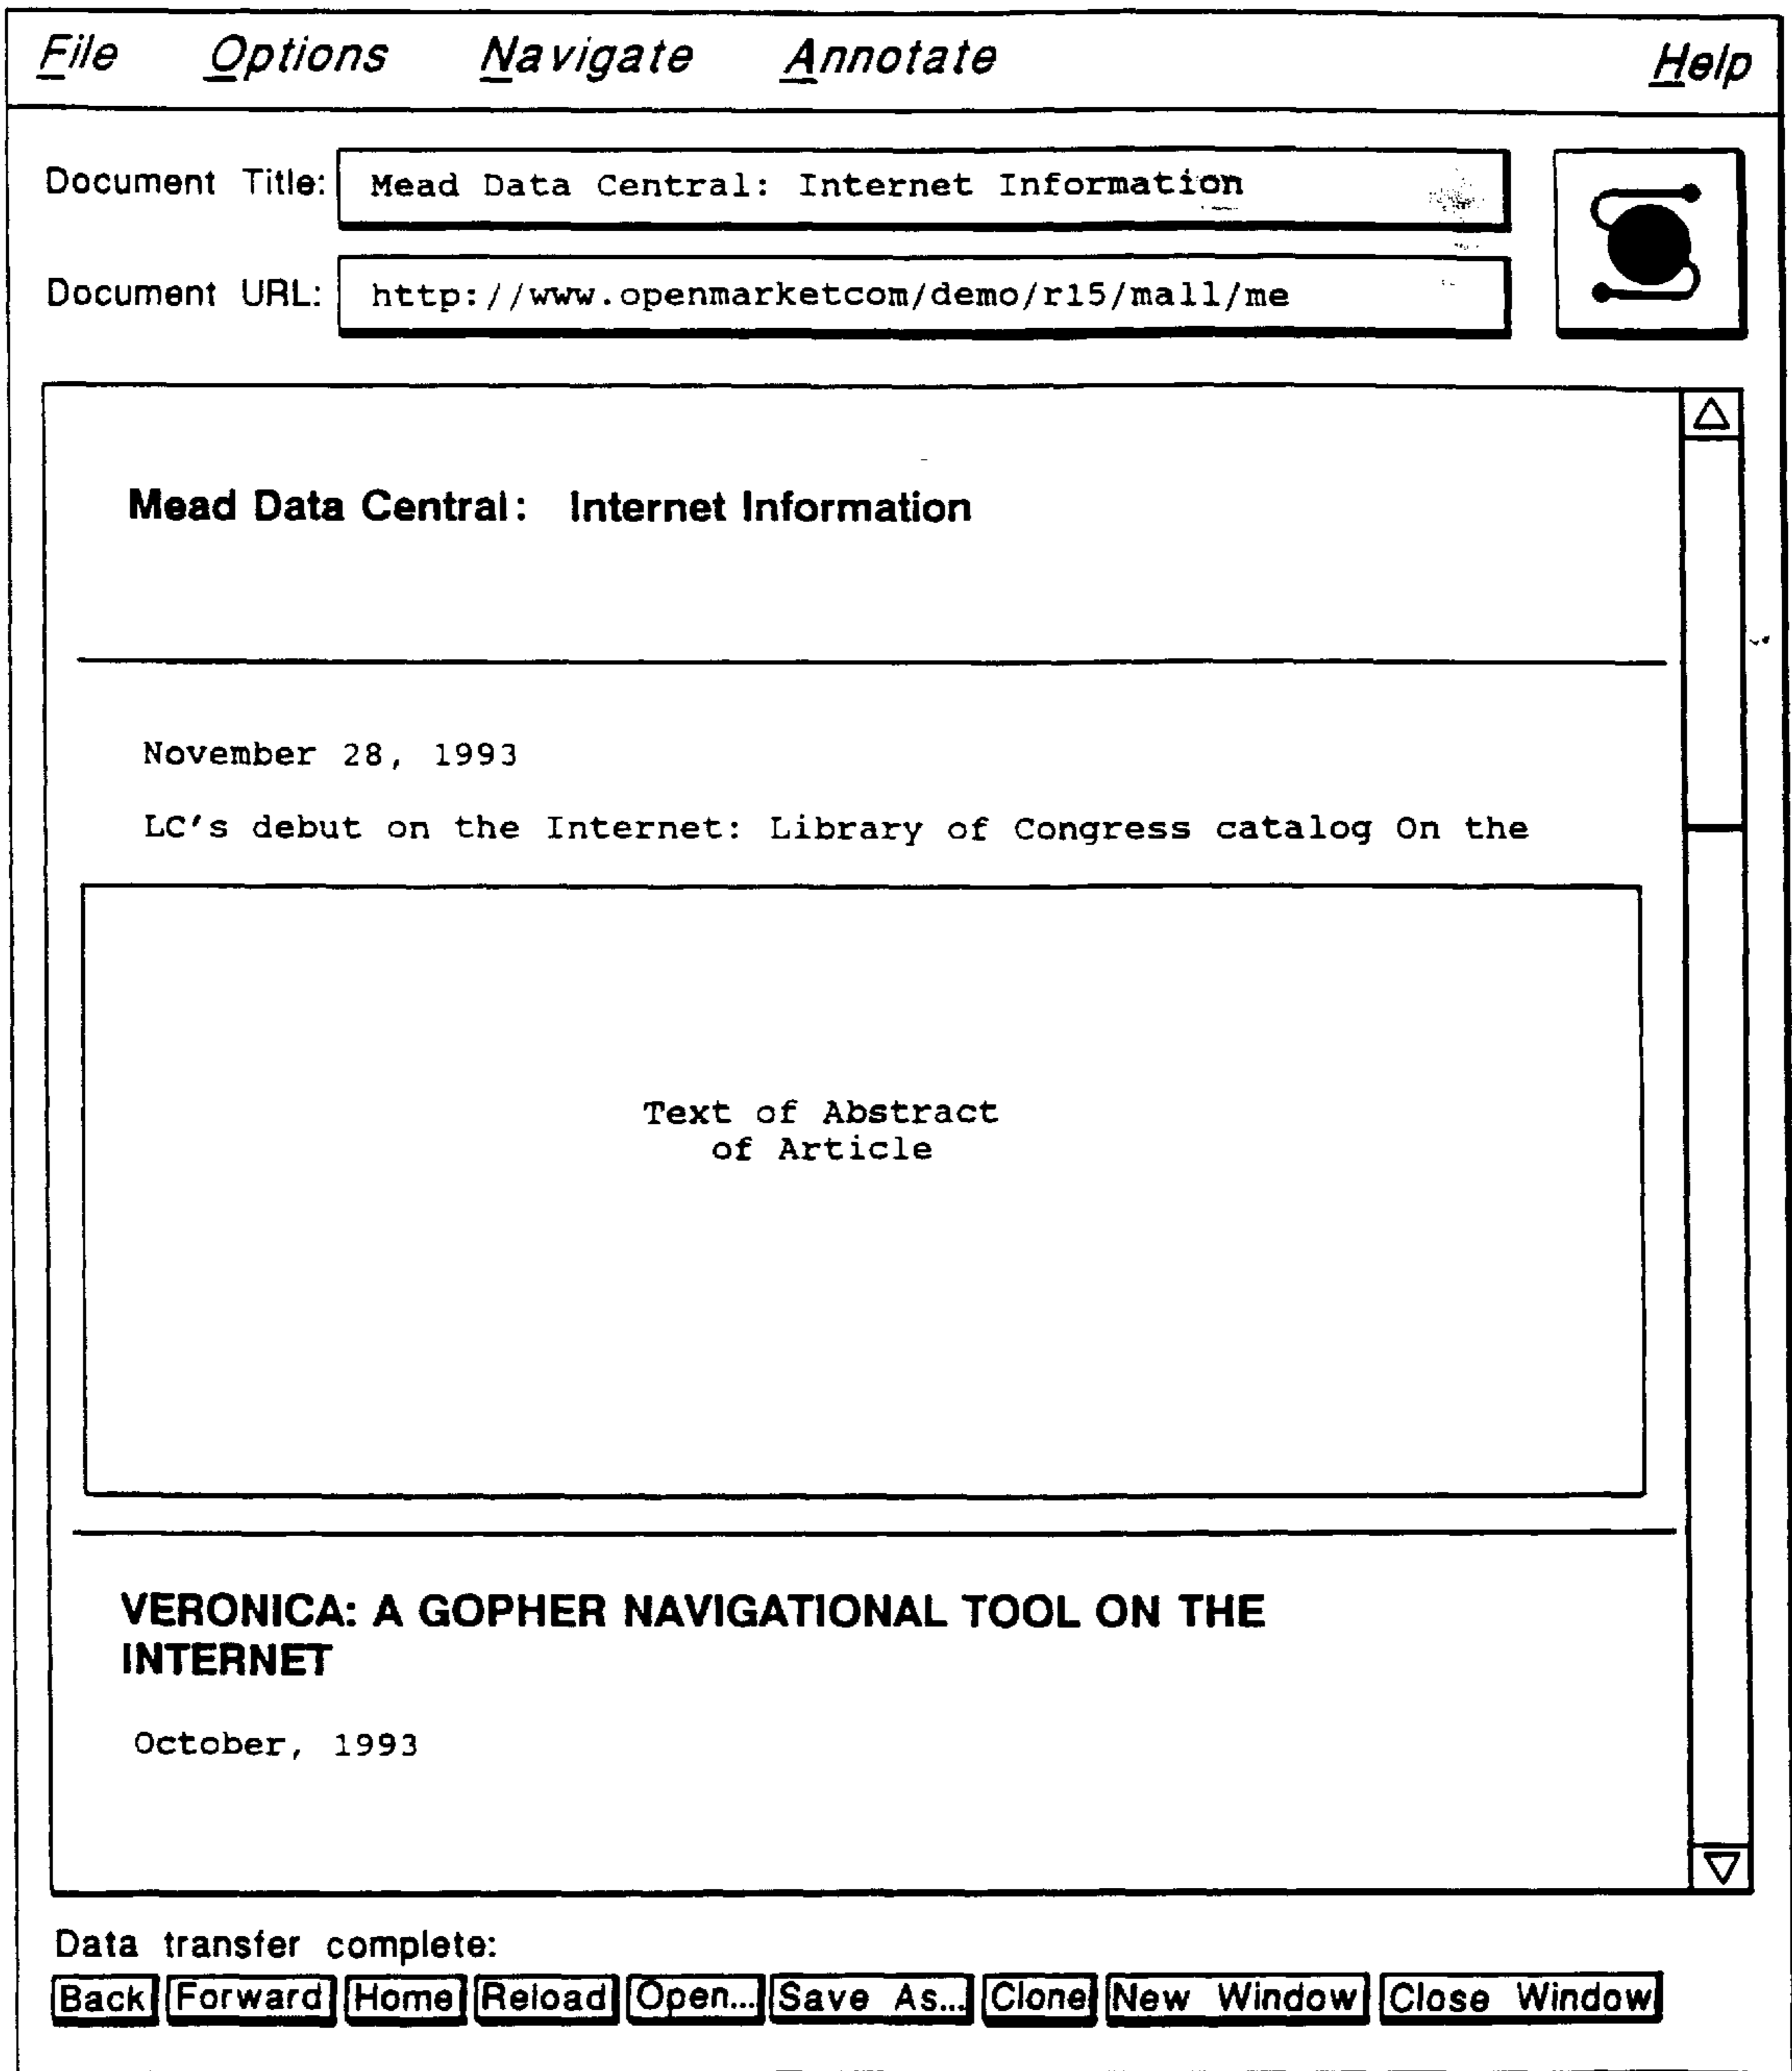 File Options Navigate Annotate Help
Document Title: Mead Data Central: Internet Information
Document URL: http://www.openmarketcom/demo/r15/mall/me
Mead Data Central: Internet Information
November 28, 1993
LC's debut on the Internet: Library of Congress catalog On the
Text of Abstract
of Article
VERONICA: A GOPHER NAVIGATIONAL TOOL ON THE
INTERNET
October, 1993
Data transfer complete:
Back Forward Home Reload Open... Save As... Clone New Window Close Window